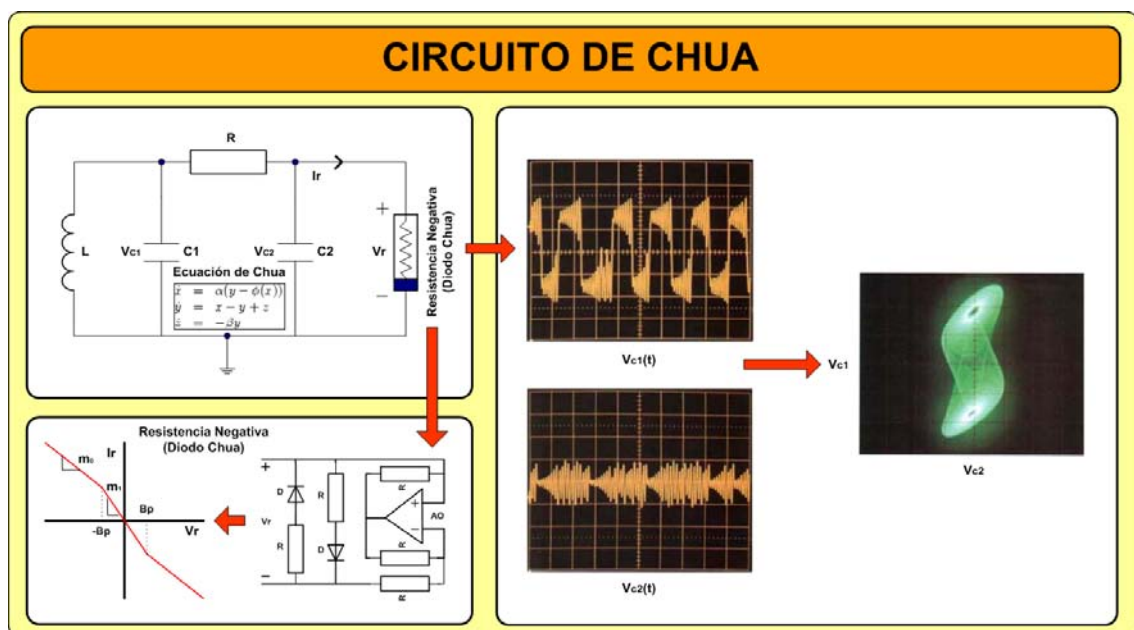 CIRCUITO DE CHUA
R
Ir
L
Vc1
C1
Vc2
C2
+
Vr
−
Resistencia Negativa
(Diodo Chua)
Ecuación de Chua
ẋ = α(y − ϕ(x))
ẏ = x − y + z
ż = −βy
Resistencia Negativa
(Diodo Chua)
Ir
m₀
m₁
Bp
-Bp
Vr
+
D
R
R
Vr
+
−
AO
R
D
R
−
R
Vc1(t)
Vc2(t)
Vc1
Vc2